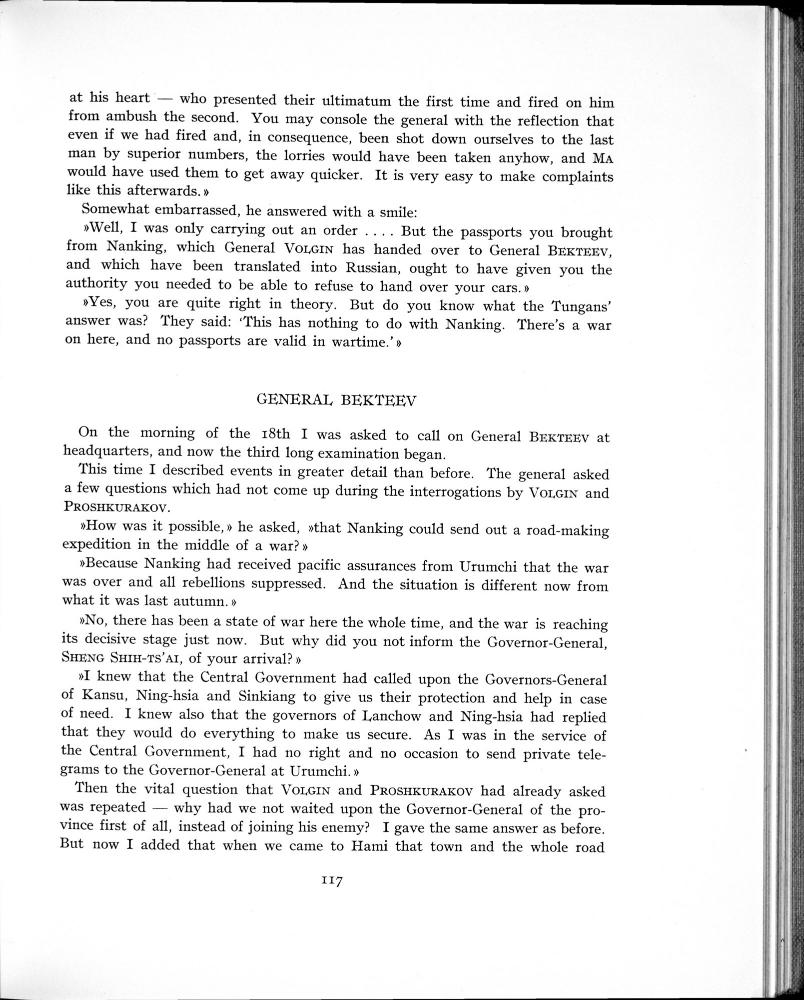 at his heart — who presented their ultimatum the first time and fired on him
from ambush the second. You may console the general with the reflection that
even if we had fired and, in consequence, been shot down ourselves to the last
man by superior numbers, the lorries would have been taken anyhow, and MA
would have used them to get away quicker. It is very easy to make complaints
like this afterwards.»
Somewhat embarrassed, he answered with a smile:
»Well, I was only carrying out an order .... But the passports you brought
from Nanking, which General VOLGIN has handed over to General BEKTEEV,
and which have been translated into Russian, ought to have given you the
authority you needed to be able to refuse to hand over your cars.»
»Yes, you are quite right in theory. But do you know what the Tungans'
answer was? They said: 'This has nothing to do with Nanking. There's a war
on here, and no passports are valid in wartime.'»
GENERAL BEKTEEV
On the morning of the 18th I was asked to call on General BEKTEEV at
headquarters, and now the third long examination began.
This time I described events in greater detail than before. The general asked
a few questions which had not come up during the interrogations by VOLGIN and
PROSHKURAKOV.
»How was it possible,» he asked, »that Nanking could send out a road-making
expedition in the middle of a war?»
»Because Nanking had received pacific assurances from Urumchi that the war
was over and all rebellions suppressed. And the situation is different now from
what it was last autumn.»
»No, there has been a state of war here the whole time, and the war is reaching
its decisive stage just now. But why did you not inform the Governor-General,
SHENG SHIH-TS'AI, of your arrival?»
»I knew that the Central Government had called upon the Governors-General
of Kansu, Ning-hsia and Sinkiang to give us their protection and help in case
of need. I knew also that the governors of Lanchow and Ning-hsia had replied
that they would do everything to make us secure. As I was in the service of
the Central Government, I had no right and no occasion to send private tele-
grams to the Governor-General at Urumchi.»
Then the vital question that VOLGIN and PROSHKURAKOV had already asked
was repeated — why had we not waited upon the Governor-General of the pro-
vince first of all, instead of joining his enemy? I gave the same answer as before.
But now I added that when we came to Hami that town and the whole road
117